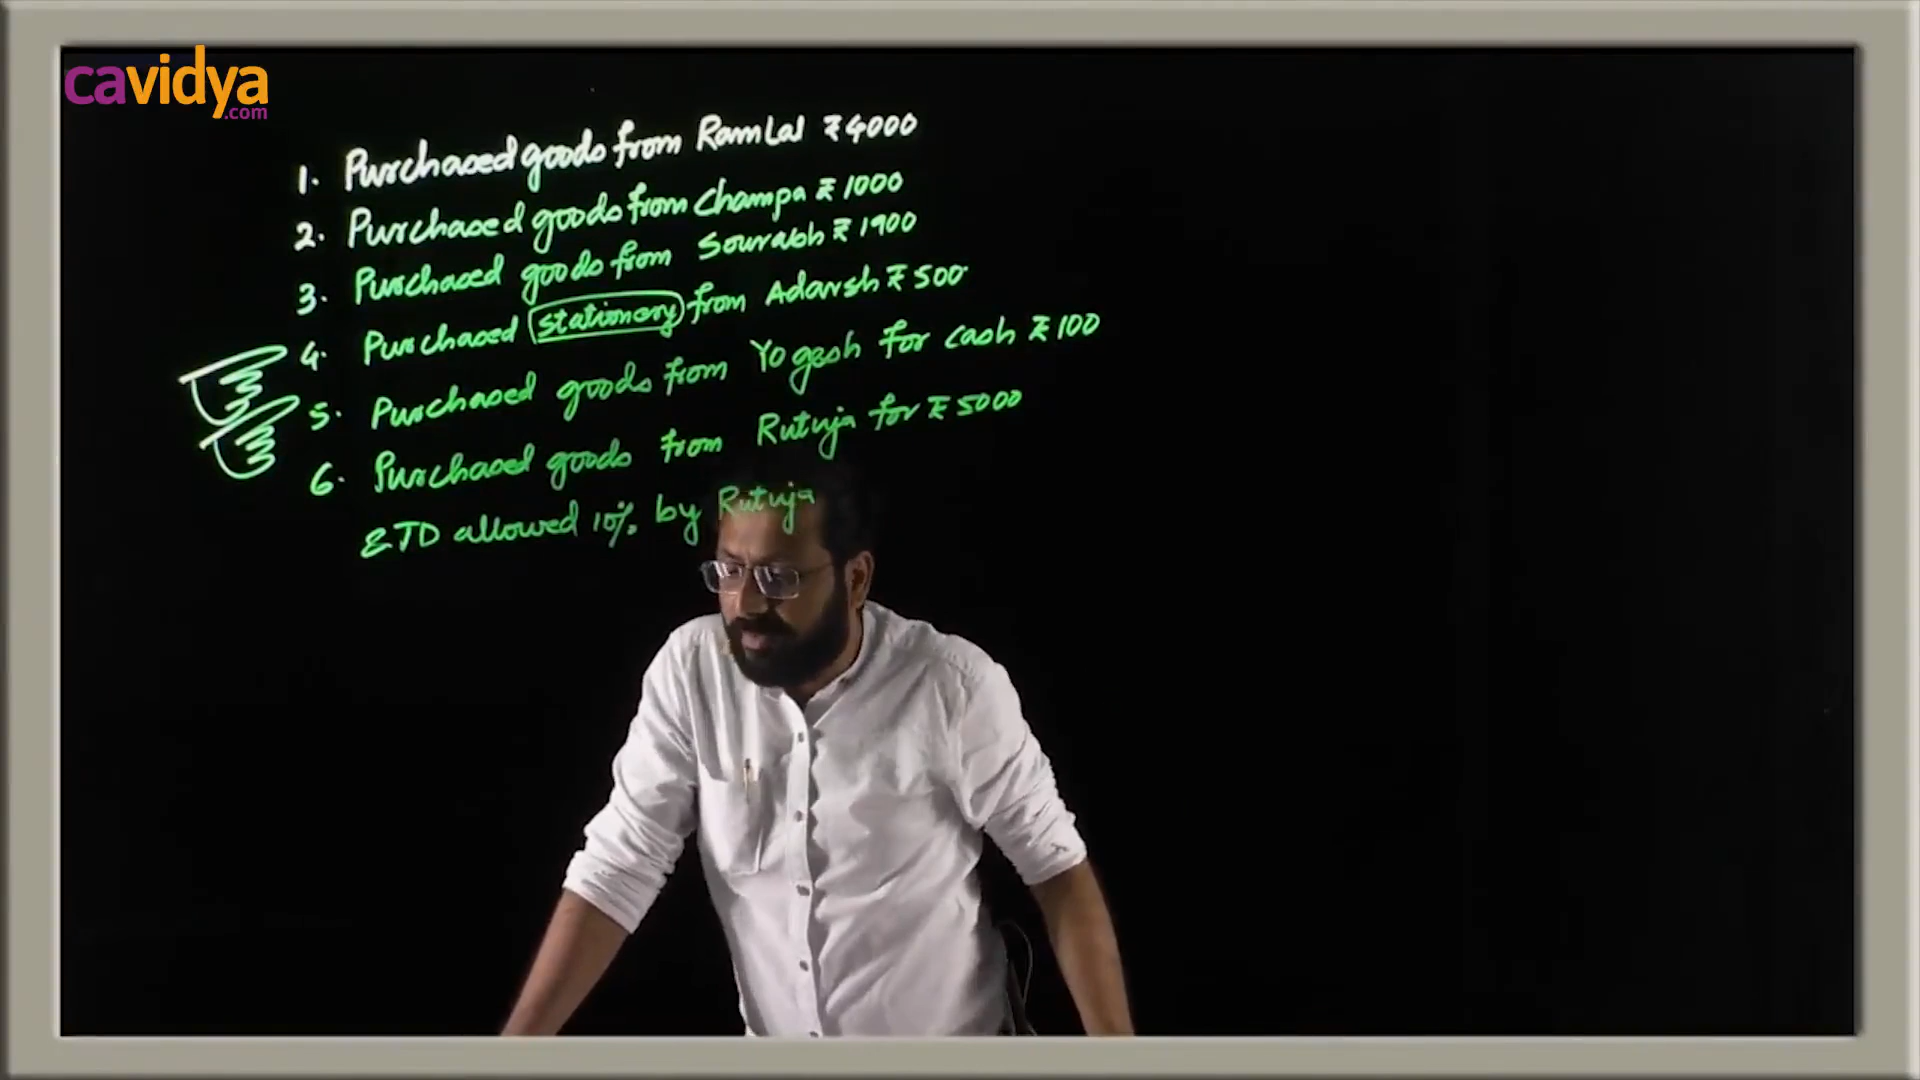 cavidya
.com
1. Purchased goods from Ramlal ₹4000
2. Purchased goods from Champa ₹1000
3. Purchased goods from Sourabh ₹1900
4. Purchased stationery from Adarsh ₹500
5. Purchased goods from Yogesh for cash ₹100
6. Purchased goods from Rutuja for ₹5000
& TD allowed 10% by Rutuja